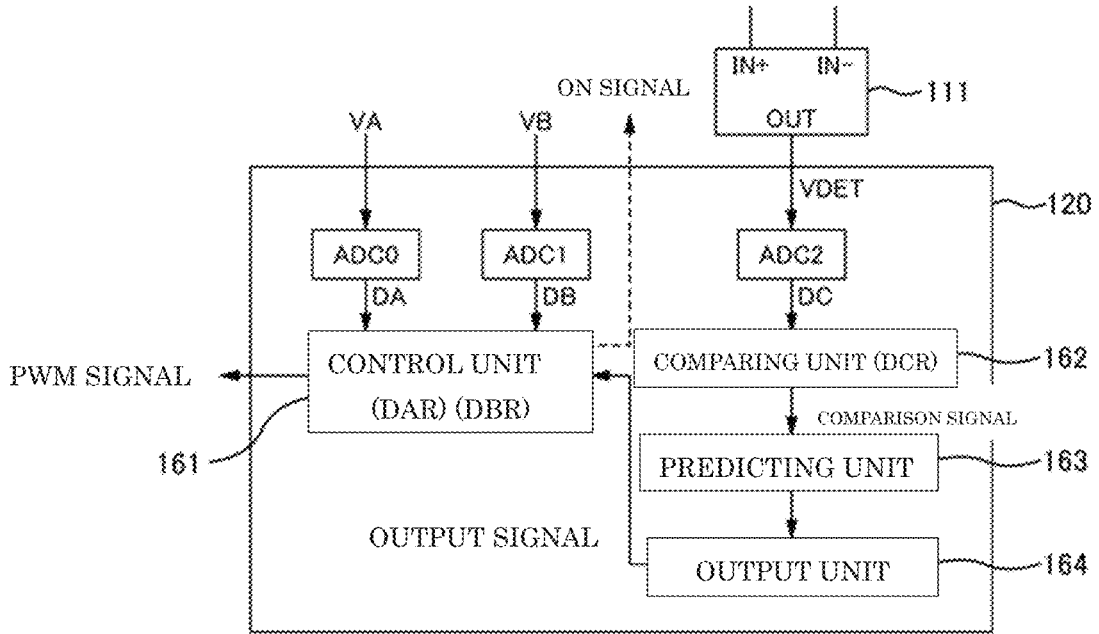 IN+ IN-
ON SIGNAL
111
OUT
VA VB
VDET
120
ADC0 ADC1 ADC2
DA DB DC
CONTROL UNIT
(DAR) (DBR)
COMPARING UNIT (DCR)
162
PWM SIGNAL
COMPARISON SIGNAL
161
PREDICTING UNIT
163
OUTPUT SIGNAL
OUTPUT UNIT
164